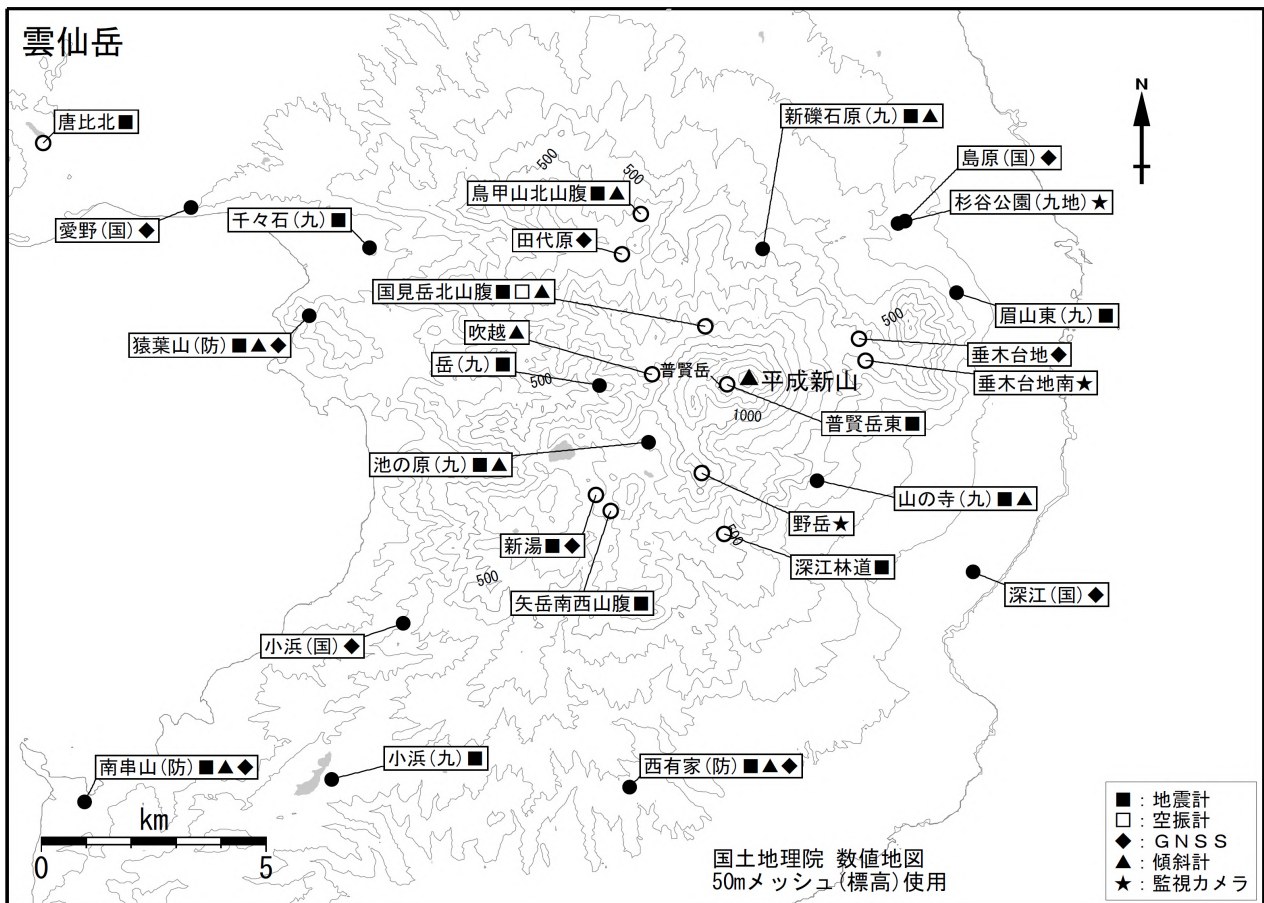 雲仙岳
唐比北■
新礫石原(九)■▲
N
島原(国)◆
杉谷公園(九地)★
鳥甲山北山腹■▲
500
500
愛野(国)◆
千々石(九)■
田代原◆
国見岳北山腹■□▲
眉山東(九)■
500
猿葉山(防)■▲◆
吹越▲
垂木台地◆
岳(九)■
普賢岳
▲平成新山
垂木台地南★
500
1000
普賢岳東■
池の原(九)■▲
山の寺(九)■▲
野岳★
500
新湯■◆
深江林道■
500
矢岳南西山腹■
深江(国)◆
小浜(国)◆
南串山(防)■▲◆
小浜(九)■
西有家(防)■▲◆
km
0 5
国土地理院 数値地図
50mメッシュ(標高)使用
■:地震計
□:空振計
◆:GNSS
▲:傾斜計
★:監視カメラ